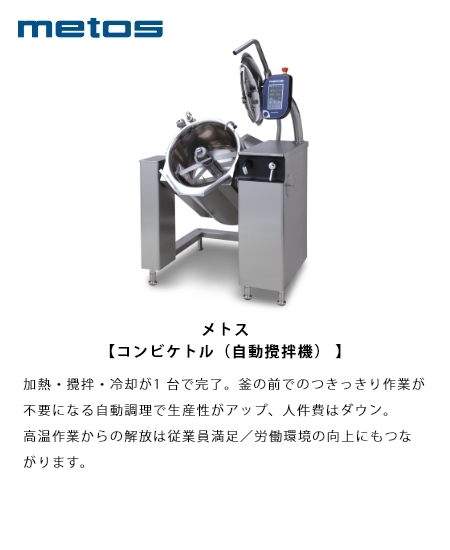 metos
メトス
【コンビケトル（自動撹拌機） 】
加熱・撹拌・冷却が1 台で完了。釜の前でのつきっきり作業が
不要になる自動調理で生産性がアップ、人件費はダウン。
高温作業からの解放は従業員満足／労働環境の向上にもつな
がります。